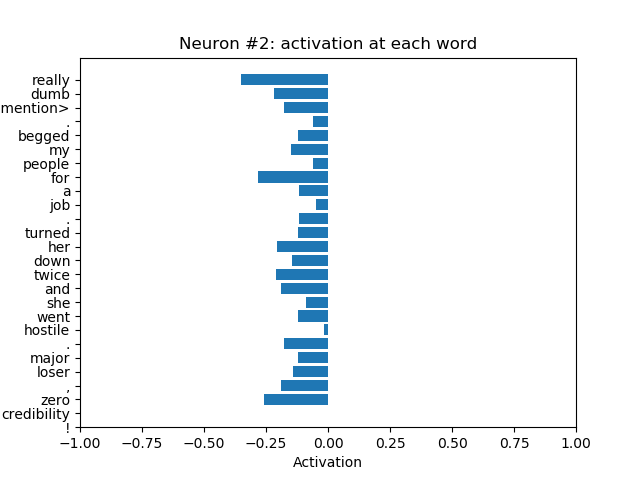 Neuron #2: activation at each word
really
dumb
mention>
.
begged
my
people
for
a
job
.
turned
her
down
twice
and
she
went
hostile
.
major
loser
,
zero
credibility
!
−1.00 −0.75 −0.50 −0.25 0.00 0.25 0.50 0.75 1.00
Activation